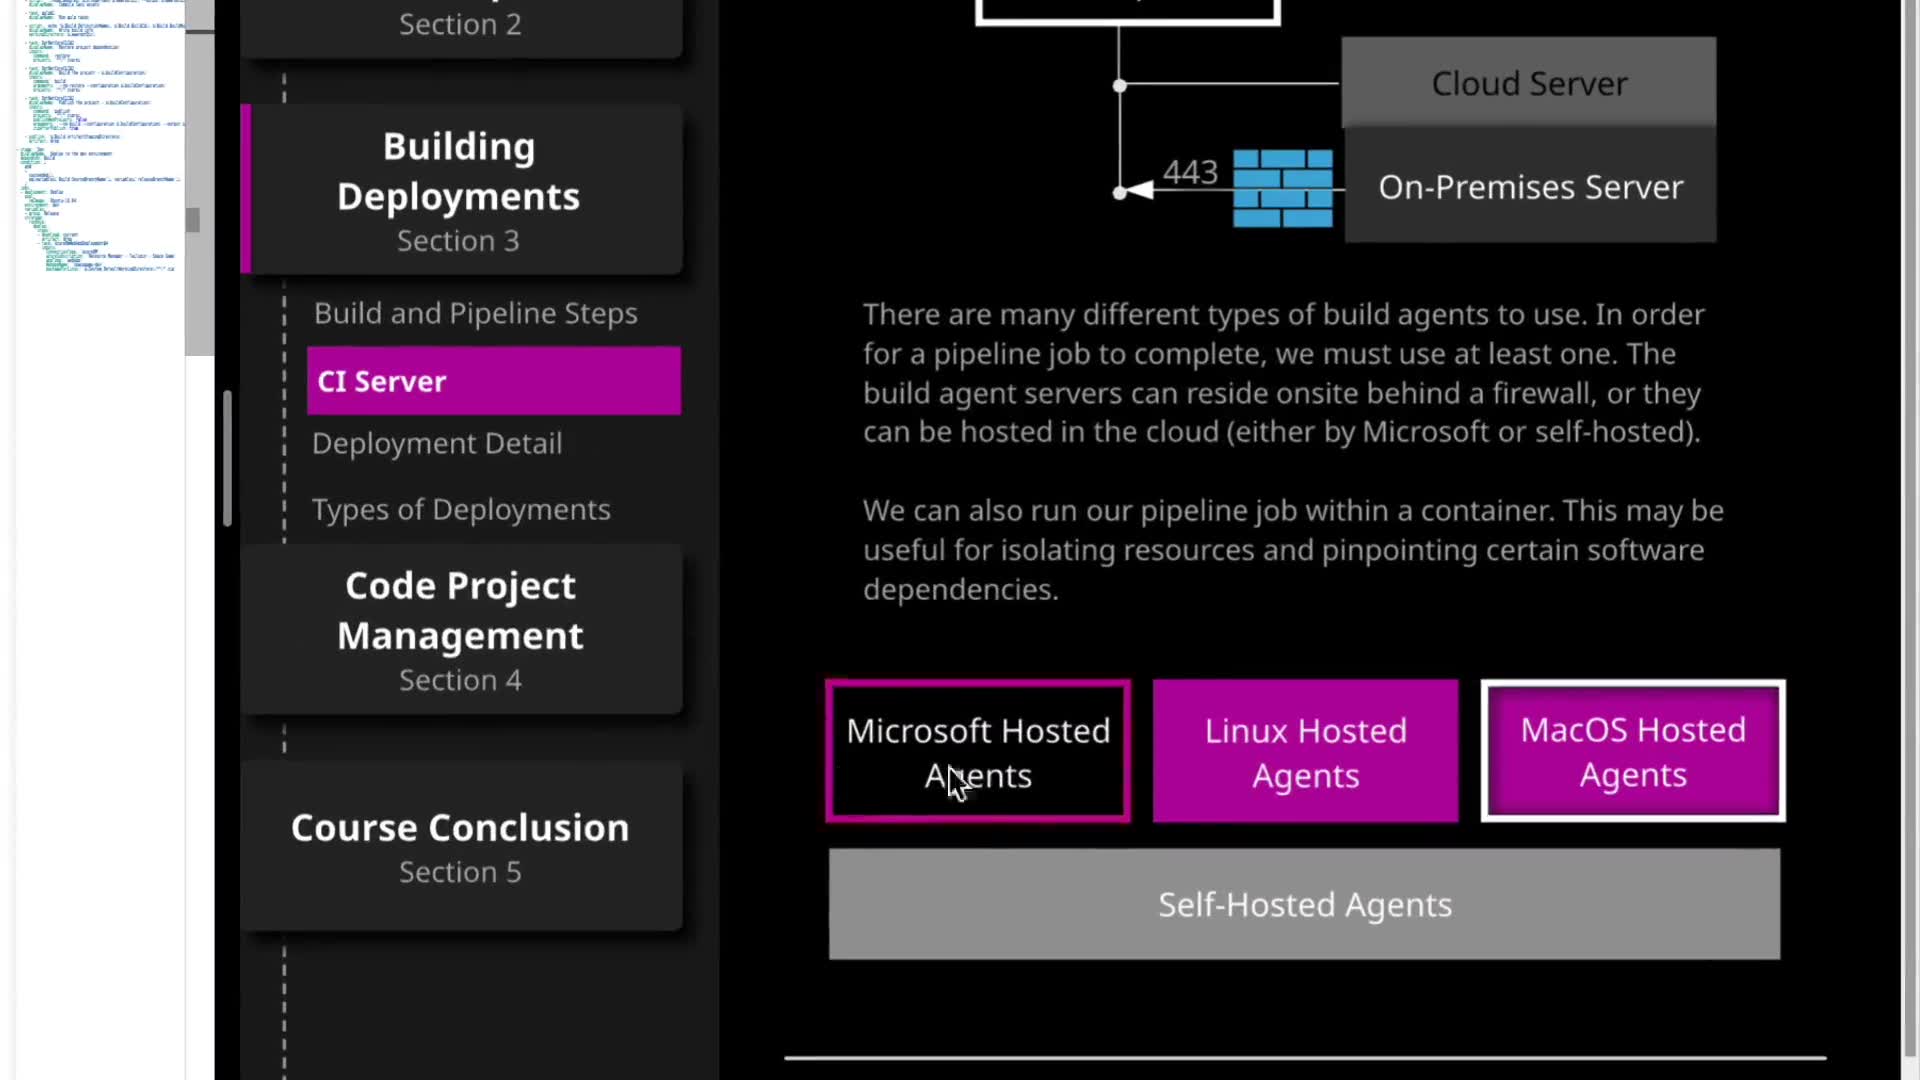 Section 2
Building
Deployments
Section 3
Build and Pipeline Steps
CI Server
Deployment Detail
Types of Deployments
Code Project
Management
Section 4
Course Conclusion
Section 5
Cloud Server
443
On-Premises Server
There are many different types of build agents to use. In order
for a pipeline job to complete, we must use at least one. The
build agent servers can reside onsite behind a firewall, or they
can be hosted in the cloud (either by Microsoft or self-hosted).
We can also run our pipeline job within a container. This may be
useful for isolating resources and pinpointing certain software
dependencies.
Microsoft Hosted
Agents
Linux Hosted
Agents
MacOS Hosted
Agents
Self-Hosted Agents